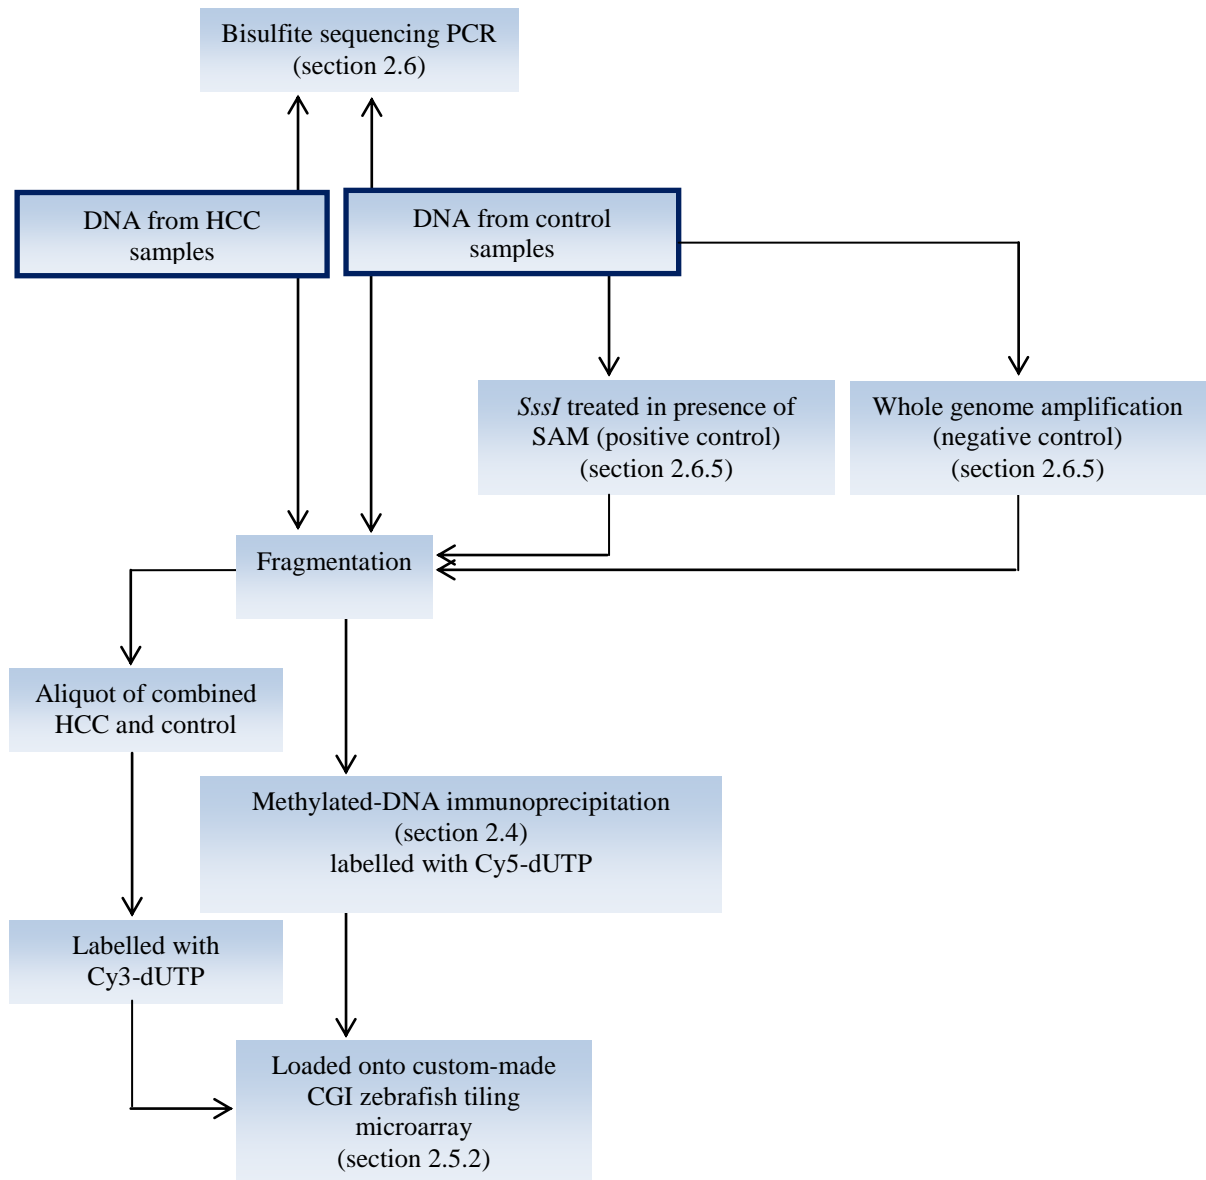 Bisulfite sequencing PCR
(section 2.6)
DNA from HCC
samples
DNA from control
samples
SssI treated in presence of
SAM (positive control)
(section 2.6.5)
Whole genome amplification
(negative control)
(section 2.6.5)
Fragmentation
Aliquot of combined
HCC and control
Methylated-DNA immunoprecipitation
(section 2.4)
labelled with Cy5-dUTP
Labelled with
Cy3-dUTP
Loaded onto custom-made
CGI zebrafish tiling
microarray
(section 2.5.2)